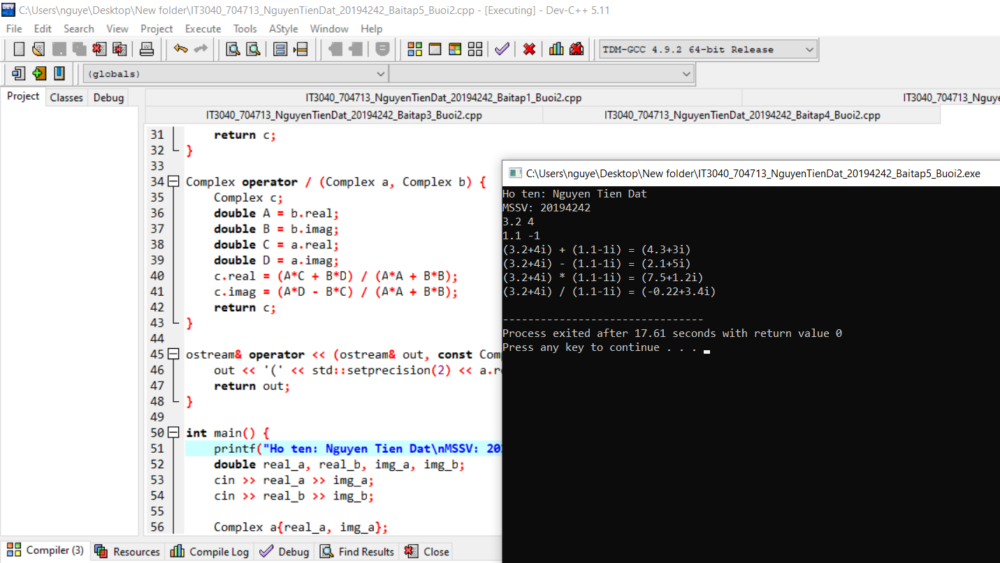 C:\Users\nguye\Desktop\New folder\IT3040_704713_NguyenTienDat_20194242_Baitap5_Buoi2.cpp - [Executing] - Dev-C++ 5.11
File Edit Search View Project Execute Tools AStyle Window Help
TDM-GCC 4.9.2 64-bit Release
(globals)
Project Classes Debug
IT3040_704713_NguyenTienDat_20194242_Baitap1_Buoi2.cpp IT3040_704713_Nguye
IT3040_704713_NguyenTienDat_20194242_Baitap3_Buoi2.cpp IT3040_704713_NguyenTienDat_20194242_Baitap4_Buoi2.cpp
31 return c;
32 }
33
34 Complex operator / (Complex a, Complex b) {
35 Complex c;
36 double A = b.real;
37 double B = b.imag;
38 double C = a.real;
39 double D = a.imag;
40 c.real = (A*C + B*D) / (A*A + B*B);
41 c.imag = (A*D - B*C) / (A*A + B*B);
42 return c;
43 }
44
45 ostream& operator << (ostream& out, const Com
46 out << '(' << std::setprecision(2) << a.r
47 return out;
48 }
49
50 int main() {
51 printf("Ho ten: Nguyen Tien Dat\nMSSV: 20
52 double real_a, real_b, img_a, img_b;
53 cin >> real_a >> img_a;
54 cin >> real_b >> img_b;
55
56 Complex a{real_a, img_a};
C:\Users\nguye\Desktop\New folder\IT3040_704713_NguyenTienDat_20194242_Baitap5_Buoi2.exe
Ho ten: Nguyen Tien Dat
MSSV: 20194242
3.2 4
1.1 -1
(3.2+4i) + (1.1-1i) = (4.3+3i)
(3.2+4i) - (1.1-1i) = (2.1+5i)
(3.2+4i) * (1.1-1i) = (7.5+1.2i)
(3.2+4i) / (1.1-1i) = (-0.22+3.4i)
--------------------------------
Process exited after 17.61 seconds with return value 0
Press any key to continue . . .
Compiler (3) Resources Compile Log Debug Find Results Close